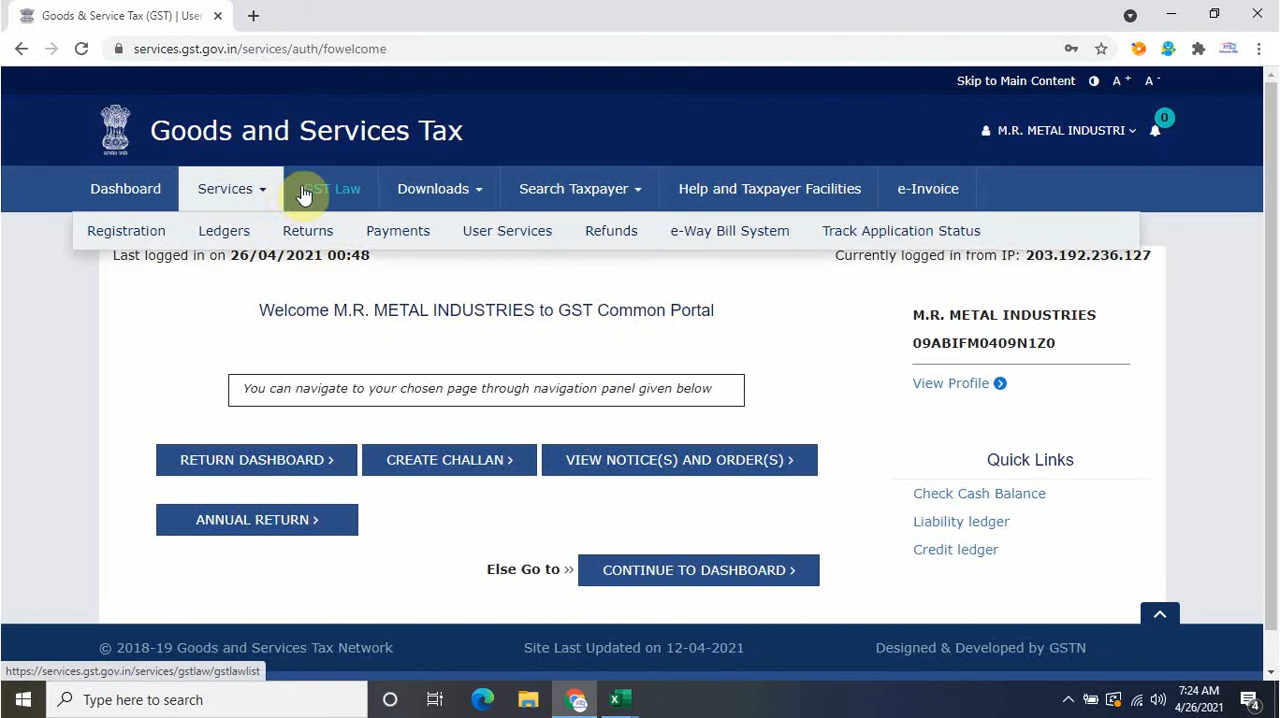 Goods & Service Tax (GST) | User
services.gst.gov.in/services/auth/fowelcome
Skip to Main Content A+ A-
Goods and Services Tax
M.R. METAL INDUSTRI 0
Dashboard Services GST Law Downloads Search Taxpayer Help and Taxpayer Facilities e-Invoice
Registration Ledgers Returns Payments User Services Refunds e-Way Bill System Track Application Status
Last logged in on 26/04/2021 00:48 Currently logged in from IP: 203.192.236.127
Welcome M.R. METAL INDUSTRIES to GST Common Portal
M.R. METAL INDUSTRIES
09ABIFM0409N1Z0
View Profile
You can navigate to your chosen page through navigation panel given below
RETURN DASHBOARD > CREATE CHALLAN > VIEW NOTICE(S) AND ORDER(S) >
Quick Links
Check Cash Balance
ANNUAL RETURN >
Liability ledger
Credit ledger
Else Go to >> CONTINUE TO DASHBOARD >
© 2018-19 Goods and Services Tax Network Site Last Updated on 12-04-2021 Designed & Developed by GSTN
https://services.gst.gov.in/services/gstlaw/gstlawlist
Type here to search
7:24 AM
4/26/2021
4